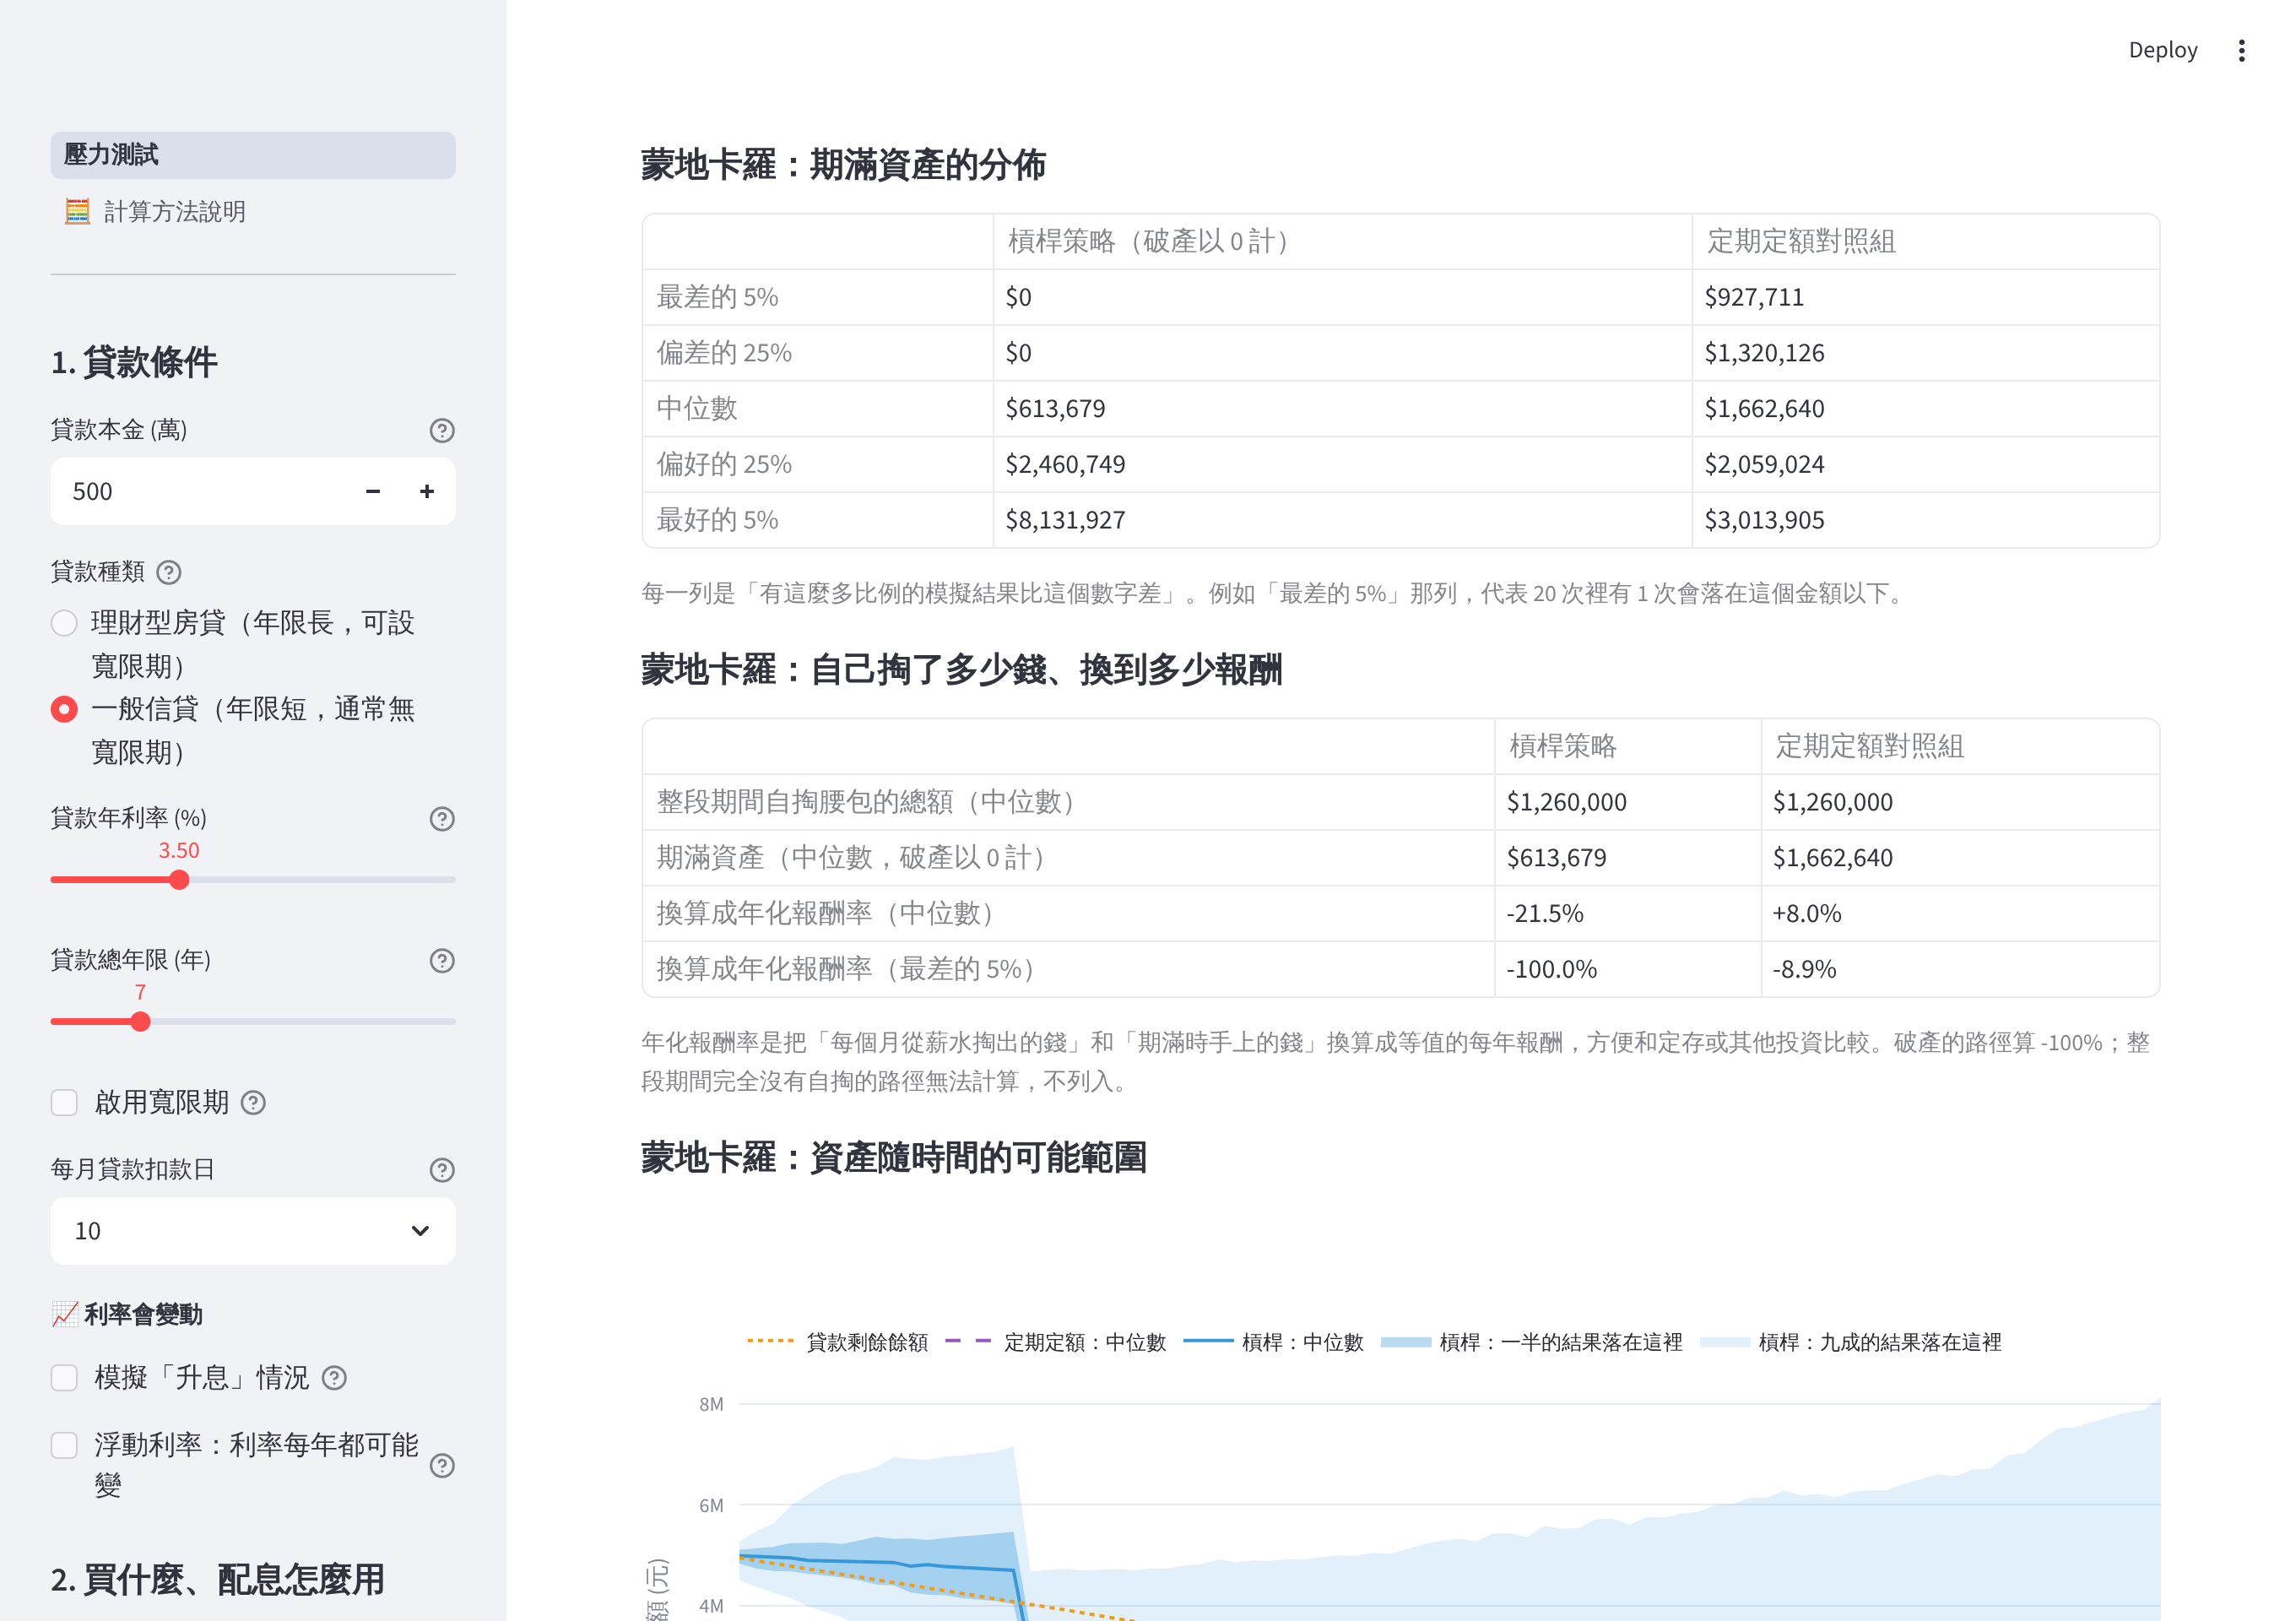 Deploy
壓力測試
計算方法說明
1. 貸款條件
貸款本金 (萬)
500
貸款種類
理財型房貸（年限長，可設
寬限期）
一般信貸（年限短，通常無
寬限期）
貸款年利率 (%)
3.50
貸款總年限 (年)
7
啟用寬限期
每月貸款扣款日
10
利率會變動
模擬「升息」情況
浮動利率：利率每年都可能
變
2. 買什麼、配息怎麼用
蒙地卡羅：期滿資產的分佈
槓桿策略（破產以 0 計） 定期定額對照組
最差的 5% $0 $927,711
偏差的 25% $0 $1,320,126
中位數 $613,679 $1,662,640
偏好的 25% $2,460,749 $2,059,024
最好的 5% $8,131,927 $3,013,905
每一列是「有這麼多比例的模擬結果比這個數字差」。例如「最差的 5%」那列，代表 20 次裡有 1 次會落在這個金額以下。
蒙地卡羅：自己掏了多少錢、換到多少報酬
槓桿策略 定期定額對照組
整段期間自掏腰包的總額（中位數） $1,260,000 $1,260,000
期滿資產（中位數，破產以 0 計） $613,679 $1,662,640
換算成年化報酬率（中位數） -21.5% +8.0%
換算成年化報酬率（最差的 5%） -100.0% -8.9%
年化報酬率是把「每個月從薪水掏出的錢」和「期滿時手上的錢」換算成等值的每年報酬，方便和定存或其他投資比較。破產的路徑算 -100%；整
段期間完全沒有自掏的路徑無法計算，不列入。
蒙地卡羅：資產隨時間的可能範圍
貸款剩餘餘額 定期定額：中位數 槓桿：中位數 槓桿：一半的結果落在這裡 槓桿：九成的結果落在這裡
8M
6M
4M
額 (元)